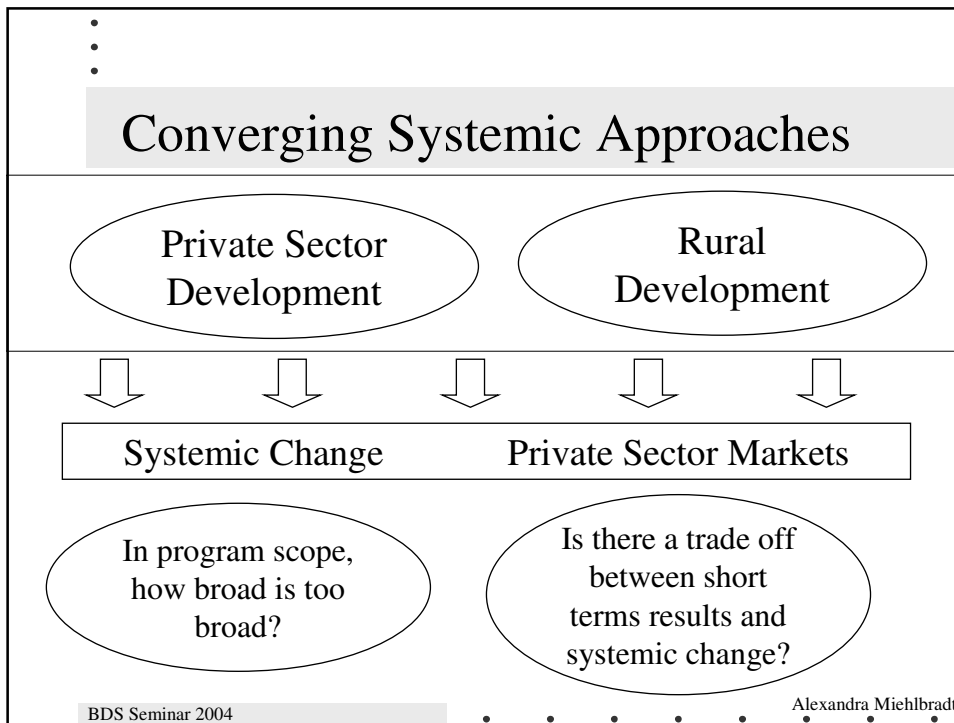 Converging Systemic Approaches
Private Sector
Development
Rural
Development
Systemic Change
Private Sector Markets
In program scope,
how broad is too
broad?
Is there a trade off
between short
terms results and
systemic change?
BDS Seminar 2004
Alexandra Miehlbradt